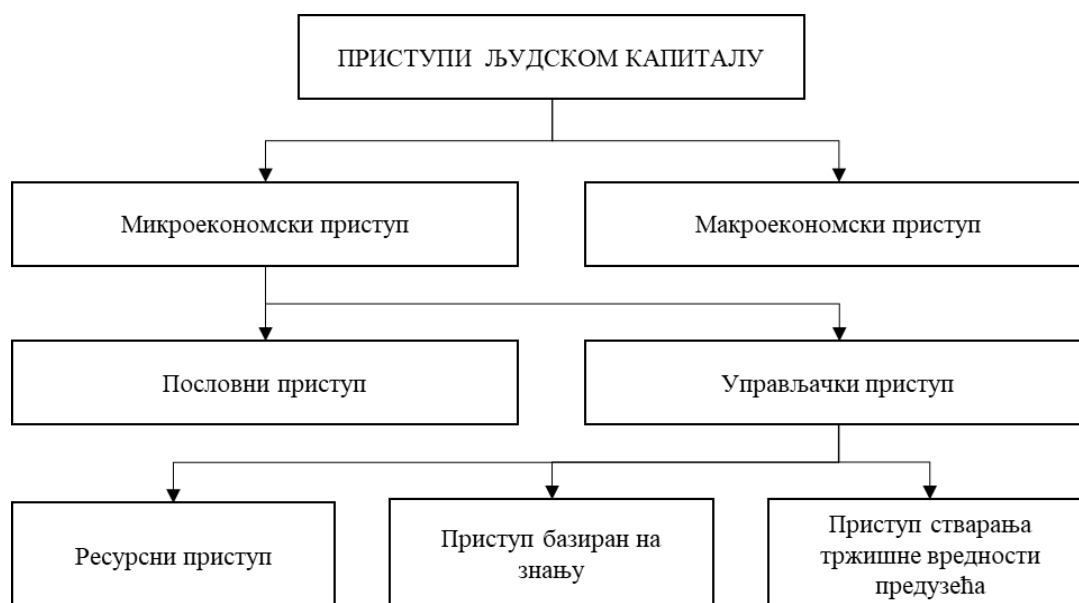 ПРИСТУПИ ЉУДСКОМ КАПИТАЛУ
Микроекономски приступ
Макроекономски приступ
Пословни приступ
Управљачки приступ
Ресурсни приступ
Приступ базиран на
знању
Приступ стварања
тржишне вредности
предузећа